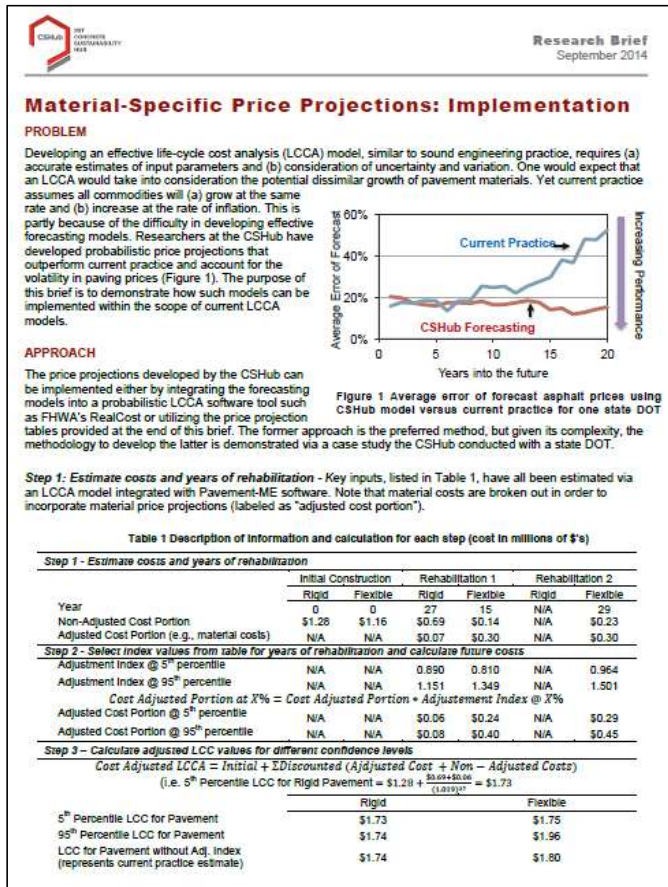 CSHub
MIT
CONCRETE
SUSTAINABILITY
HUB
Research Brief
September 2014
Material-Specific Price Projections: Implementation
PROBLEM
Developing an effective life-cycle cost analysis (LCCA) model, similar to sound engineering practice, requires (a)
accurate estimates of input parameters and (b) consideration of uncertainty and variation. One would expect that
an LCCA would take into consideration the potential dissimilar growth of pavement materials. Yet current practice
assumes all commodities will (a) grow at the same
rate and (b) increase at the rate of inflation. This is
partly because of the difficulty in developing effective
forecasting models. Researchers at the CSHub have
developed probabilistic price projections that
outperform current practice and account for the
volatility in paving prices (Figure 1). The purpose of
this brief is to demonstrate how such models can be
implemented within the scope of current LCCA
models.
Average Error of Forecast
60%
40%
20%
0%
Current Practice
CSHub Forecasting
0 5 10 15 20
Years into the future
Increasing Performance
Figure 1 Average error of forecast asphalt prices using
CSHub model versus current practice for one state DOT
APPROACH
The price projections developed by the CSHub can
be implemented either by integrating the forecasting
models into a probabilistic LCCA software tool such
as FHWA's RealCost or utilizing the price projection
tables provided at the end of this brief. The former approach is the preferred method, but given its complexity, the
methodology to develop the latter is demonstrated via a case study the CSHub conducted with a state DOT.
Step 1: Estimate costs and years of rehabilitation - Key inputs, listed in Table 1, have all been estimated via
an LCCA model integrated with Pavement-ME software. Note that material costs are broken out in order to
incorporate material price projections (labeled as "adjusted cost portion").
Table 1 Description of information and calculation for each step (cost in millions of $'s)
Step 1 - Estimate costs and years of rehabilitation
Initial Construction Rehabilitation 1 Rehabilitation 2
Rigid Flexible Rigid Flexible Rigid Flexible
Year 0 0 27 15 N/A 29
Non-Adjusted Cost Portion $1.28 $1.16 $0.69 $0.14 N/A $0.23
Adjusted Cost Portion (e.g., material costs) N/A N/A $0.07 $0.30 N/A $0.30
Step 2 - Select index values from table for years of rehabilitation and calculate future costs
Adjustment Index @ 5th percentile N/A N/A 0.890 0.810 N/A 0.964
Adjustment Index @ 95th percentile N/A N/A 1.151 1.349 N/A 1.501
Cost Adjusted Portion at X% = Cost Adjusted Portion * Adjustement Index @ X%
Adjusted Cost Portion @ 5th percentile N/A N/A $0.06 $0.24 N/A $0.29
Adjusted Cost Portion @ 95th percentile N/A N/A $0.08 $0.40 N/A $0.45
Step 3 – Calculate adjusted LCC values for different confidence levels
Cost Adjusted LCCA = Initial + ΣDiscounted (Ajdjusted Cost + Non − Adjusted Costs)
(i.e. 5th Percentile LCC for Rigid Pavement = $1.28 + $0.69+$0.06 / (1.019)27 = $1.73
Rigid Flexible
5th Percentile LCC for Pavement $1.73 $1.75
95th Percentile LCC for Pavement $1.74 $1.96
LCC for Pavement without Adj. Index $1.74 $1.80
(represents current practice estimate)